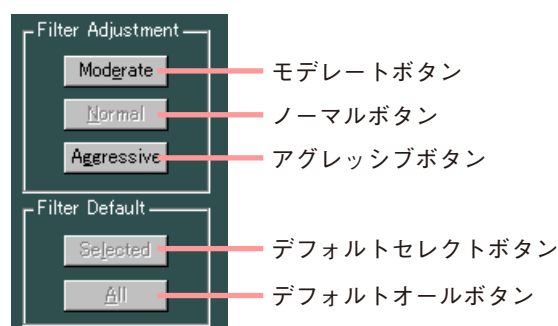 Filter Adjustment
Moderate モデレートボタン
Normal ノーマルボタン
Aggressive アグレッシブボタン
Filter Default
Selected デフォルトセレクトボタン
All デフォルトオールボタン